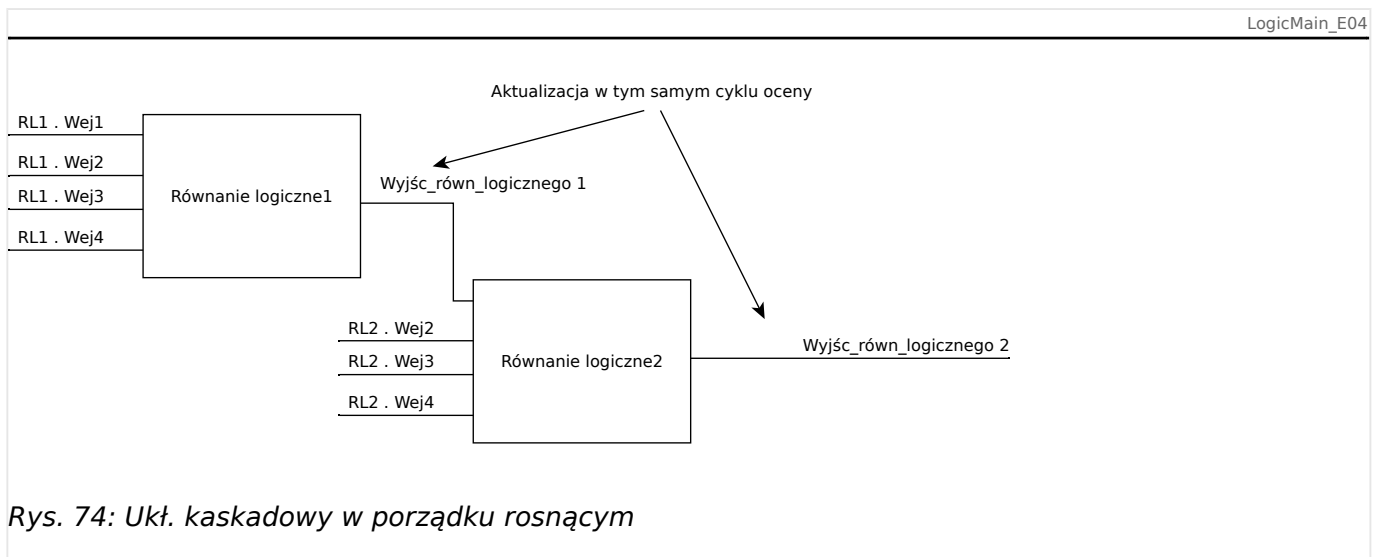 LogicMain_E04
Aktualizacja w tym samym cyklu oceny
RL1 . Wej1
RL1 . Wej2
RL1 . Wej3
RL1 . Wej4
Równanie logiczne1
Wyjśc_równ_logicznego 1
RL2 . Wej2
RL2 . Wej3
RL2 . Wej4
Równanie logiczne2
Wyjśc_równ_logicznego 2
Rys. 74: Ukł. kaskadowy w porządku rosnącym